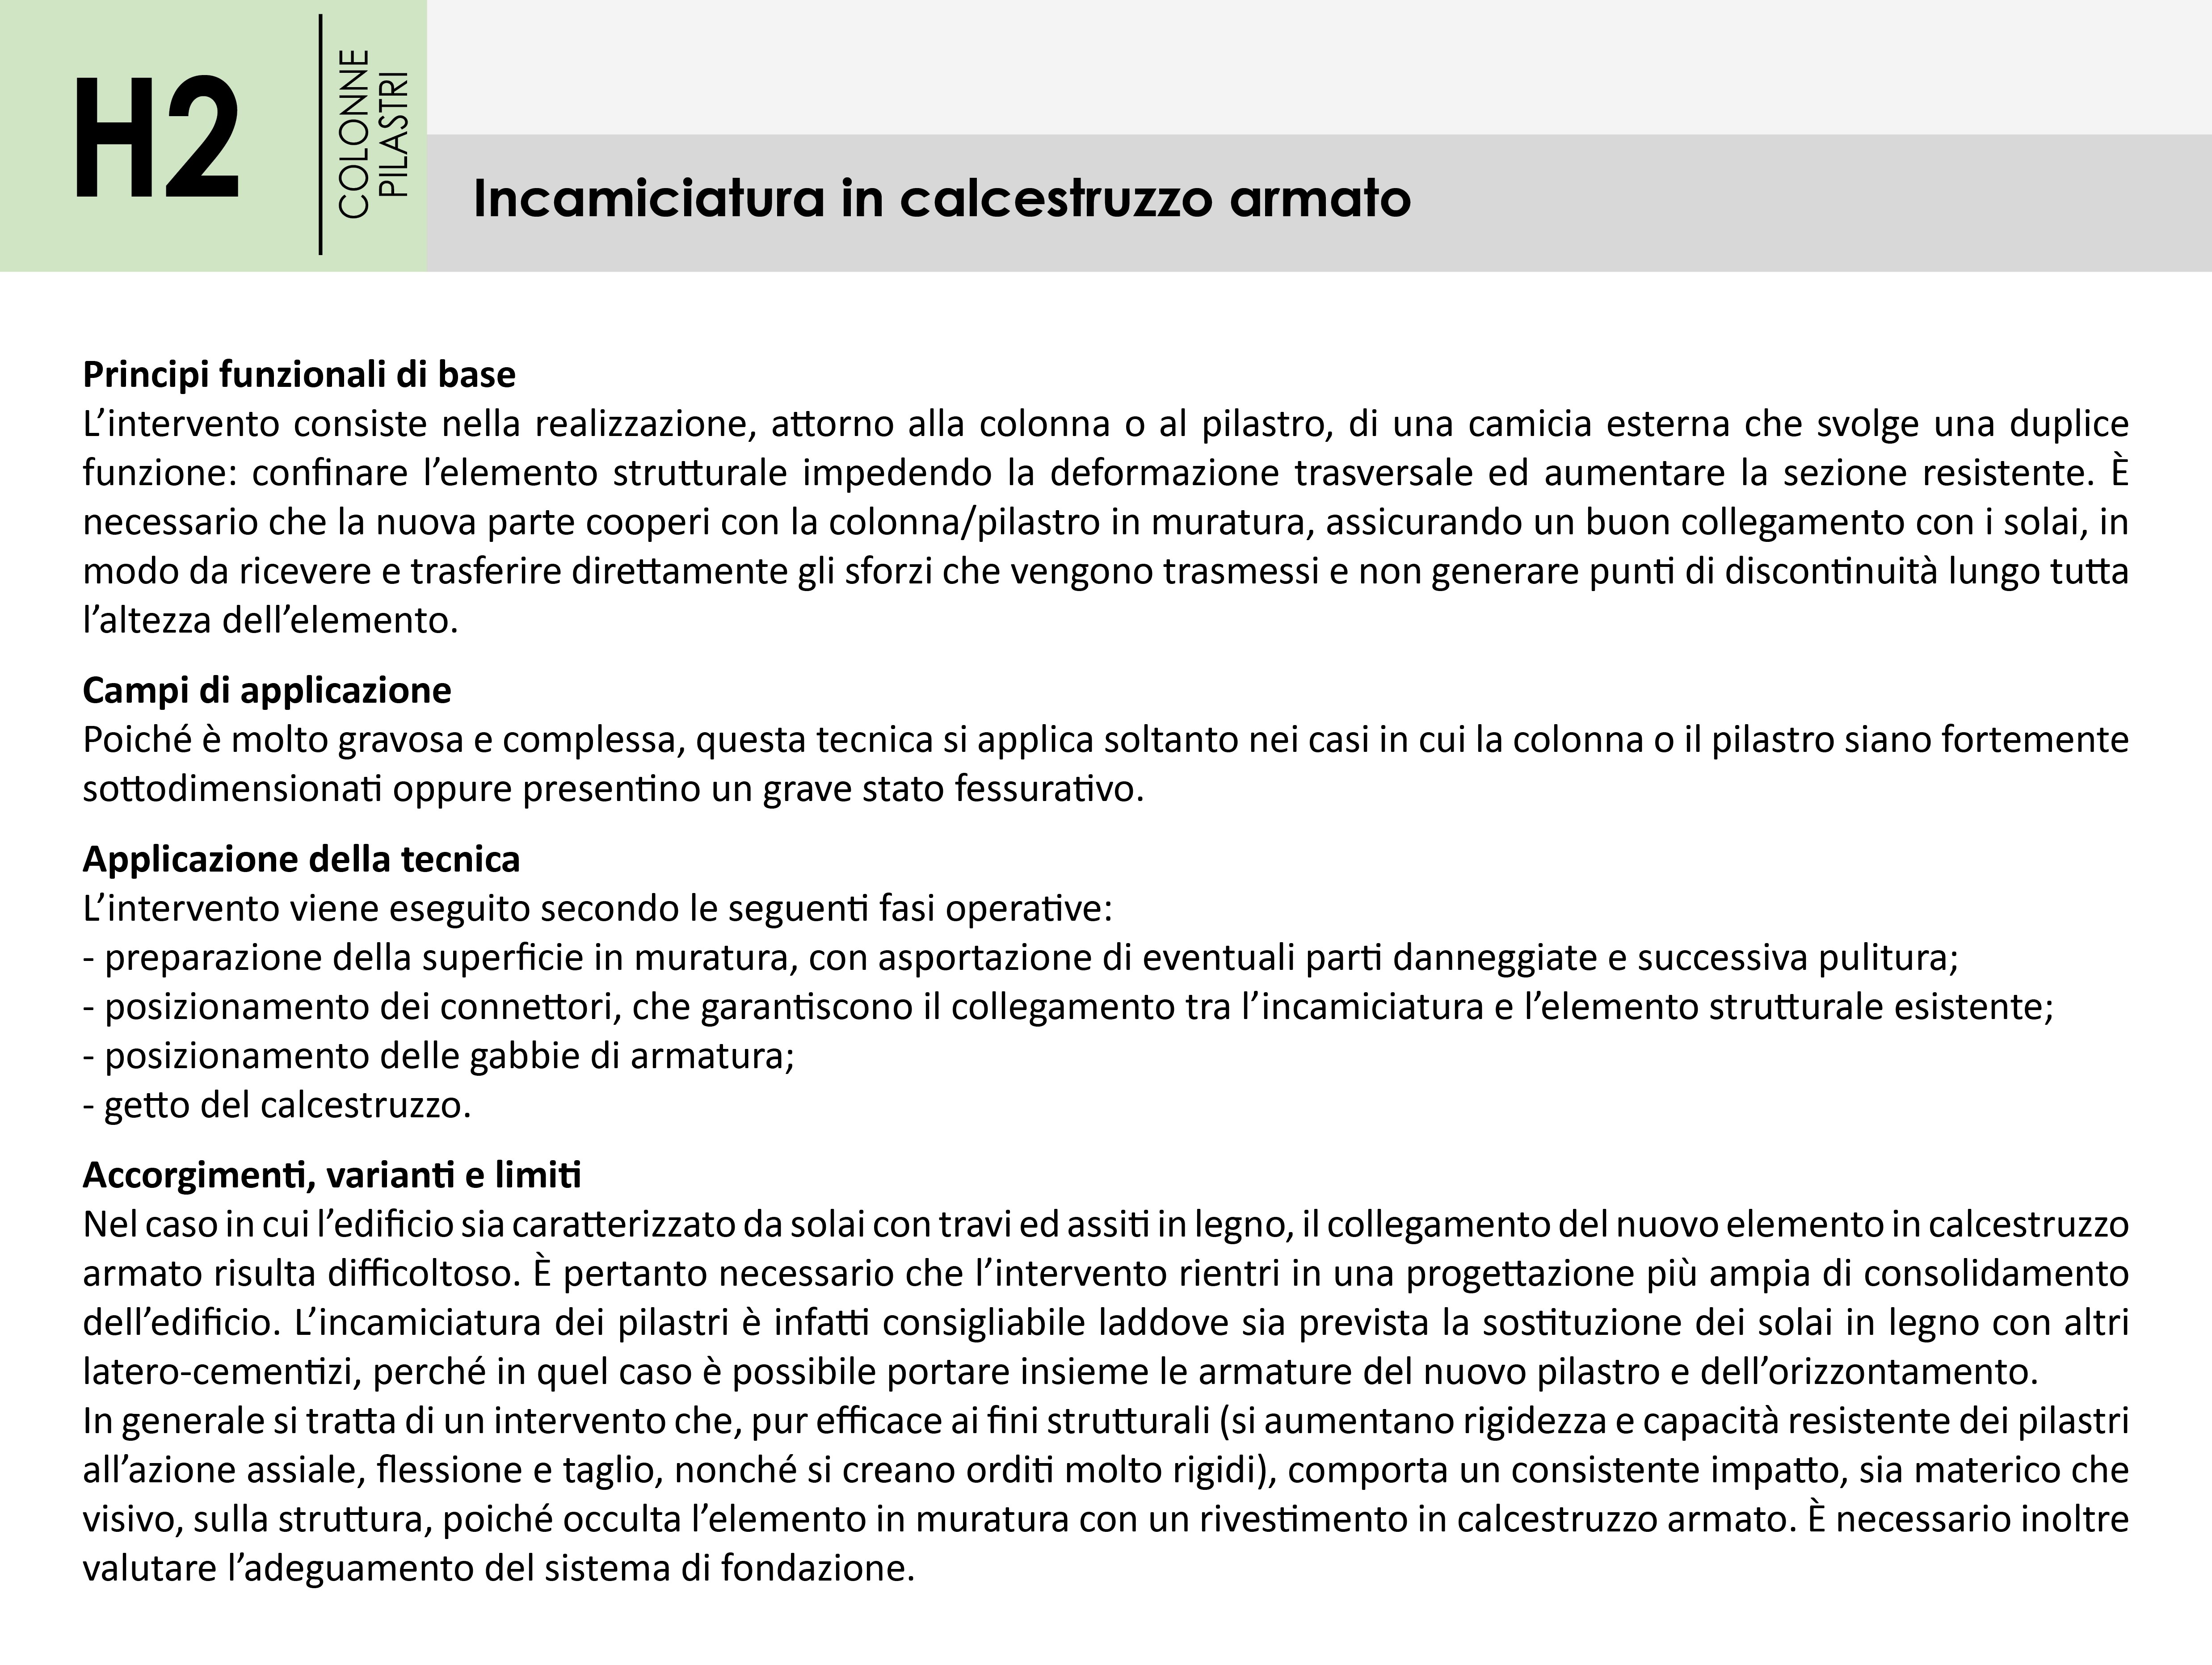 H2
COLONNE
PILASTRI
Incamiciatura in calcestruzzo armato
Principi funzionali di base
L’intervento consiste nella realizzazione, attorno alla colonna o al pilastro, di una camicia esterna che svolge una duplice
funzione: confinare l’elemento strutturale impedendo la deformazione trasversale ed aumentare la sezione resistente. È
necessario che la nuova parte cooperi con la colonna/pilastro in muratura, assicurando un buon collegamento con i solai, in
modo da ricevere e trasferire direttamente gli sforzi che vengono trasmessi e non generare punti di discontinuità lungo tutta
l’altezza dell’elemento.
Campi di applicazione
Poiché è molto gravosa e complessa, questa tecnica si applica soltanto nei casi in cui la colonna o il pilastro siano fortemente
sottodimensionati oppure presentino un grave stato fessurativo.
Applicazione della tecnica
L’intervento viene eseguito secondo le seguenti fasi operative:
- preparazione della superficie in muratura, con asportazione di eventuali parti danneggiate e successiva pulitura;
- posizionamento dei connettori, che garantiscono il collegamento tra l’incamiciatura e l’elemento strutturale esistente;
- posizionamento delle gabbie di armatura;
- getto del calcestruzzo.
Accorgimenti, varianti e limiti
Nel caso in cui l’edificio sia caratterizzato da solai con travi ed assiti in legno, il collegamento del nuovo elemento in calcestruzzo
armato risulta difficoltoso. È pertanto necessario che l’intervento rientri in una progettazione più ampia di consolidamento
dell’edificio. L’incamiciatura dei pilastri è infatti consigliabile laddove sia prevista la sostituzione dei solai in legno con altri
latero-cementizi, perché in quel caso è possibile portare insieme le armature del nuovo pilastro e dell’orizzontamento.
In generale si tratta di un intervento che, pur efficace ai fini strutturali (si aumentano rigidezza e capacità resistente dei pilastri
all’azione assiale, flessione e taglio, nonché si creano orditi molto rigidi), comporta un consistente impatto, sia materico che
visivo, sulla struttura, poiché occulta l’elemento in muratura con un rivestimento in calcestruzzo armato. È necessario inoltre
valutare l’adeguamento del sistema di fondazione.